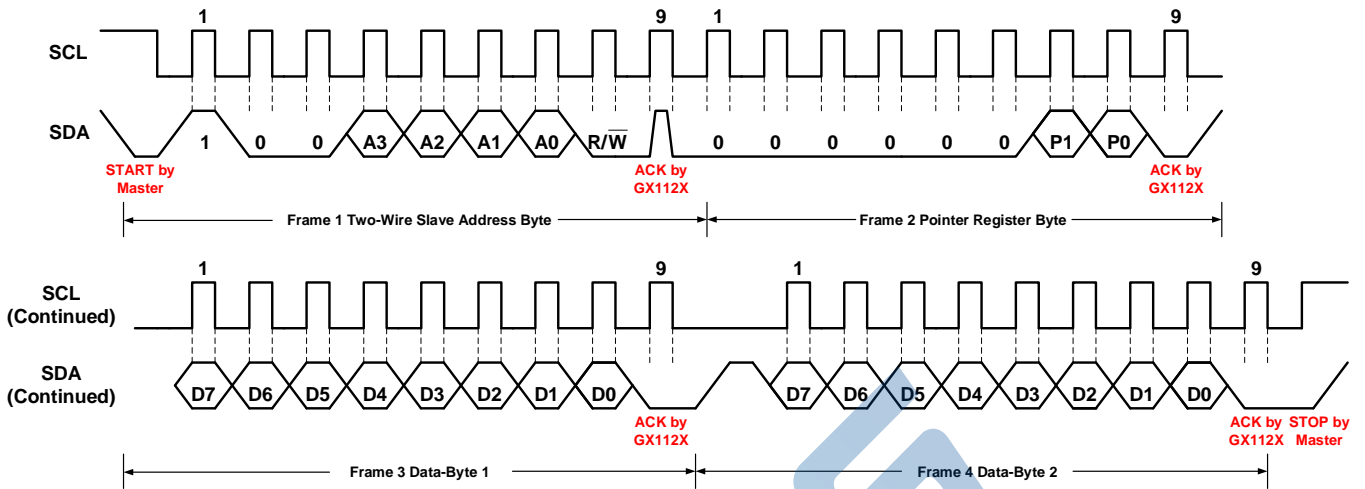 1 9 1 9
SCL
SDA
1 0 0 A3 A2 A1 A0 R/W̅ 0 0 0 0 0 0 P1 P0
START by
Master
ACK by
GX112X
ACK by
GX112X
Frame 1 Two-Wire Slave Address Byte
Frame 2 Pointer Register Byte
1 9 1 9
SCL
(Continued)
SDA
(Continued)
D7 D6 D5 D4 D3 D2 D1 D0 D7 D6 D5 D4 D3 D2 D1 D0
ACK by
GX112X
ACK by
GX112X
STOP by
Master
Frame 3 Data-Byte 1
Frame 4 Data-Byte 2